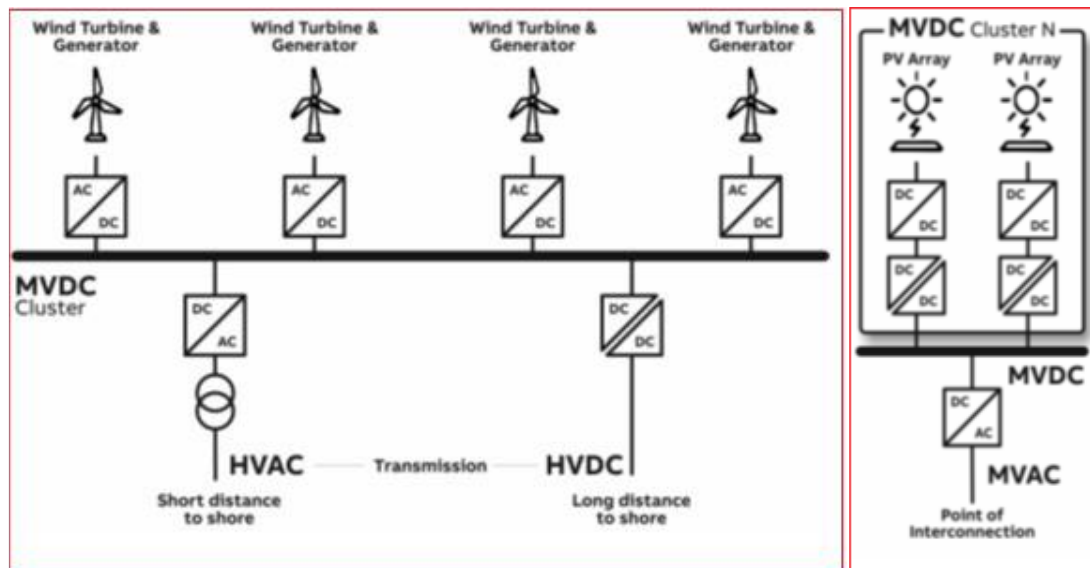 Wind Turbine & Generator
Wind Turbine & Generator
Wind Turbine & Generator
Wind Turbine & Generator
AC
DC
AC
DC
AC
DC
AC
DC
MVDC
Cluster
DC
AC
DC
DC
HVAC
Transmission
HVDC
Short distance
to shore
Long distance
to shore
MVDC Cluster N
PV Array
PV Array
DC
DC
DC
DC
DC
DC
DC
DC
MVDC
DC
AC
MVAC
Point of
Interconnection